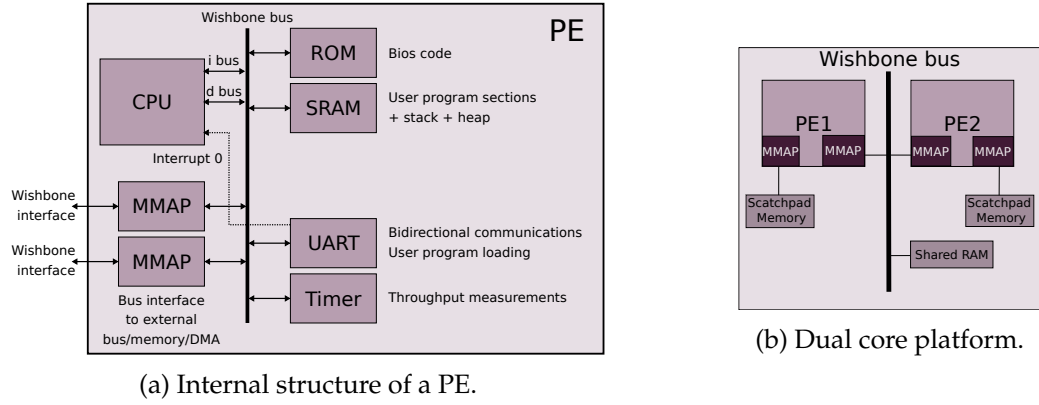 Wishbone bus
PE
ROM
Bios code
i bus
CPU
d bus
SRAM
User program sections
+ stack + heap
Interrupt 0
Wishbone
interface
MMAP
Wishbone
interface
MMAP
UART
Bidirectional communications
User program loading
Timer
Throughput measurements
Bus interface
to external
bus/memory/DMA
(a) Internal structure of a PE.
Wishbone bus
PE1
PE2
MMAP
MMAP
MMAP
MMAP
Scatchpad
Memory
Scatchpad
Memory
Shared RAM
(b) Dual core platform.